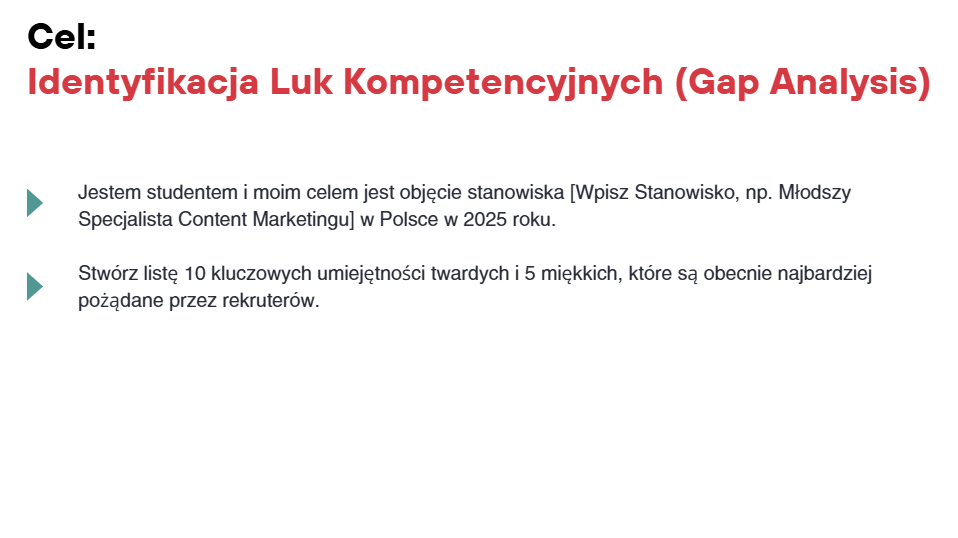 Cel:
Identyfikacja Luk Kompetencyjnych (Gap Analysis)
Jestem studentem i moim celem jest objęcie stanowiska [Wpisz Stanowisko, np. Młodszy
Specjalista Content Marketingu] w Polsce w 2025 roku.
Stwórz listę 10 kluczowych umiejętności twardych i 5 miękkich, które są obecnie najbardziej
pożądane przez rekruterów.